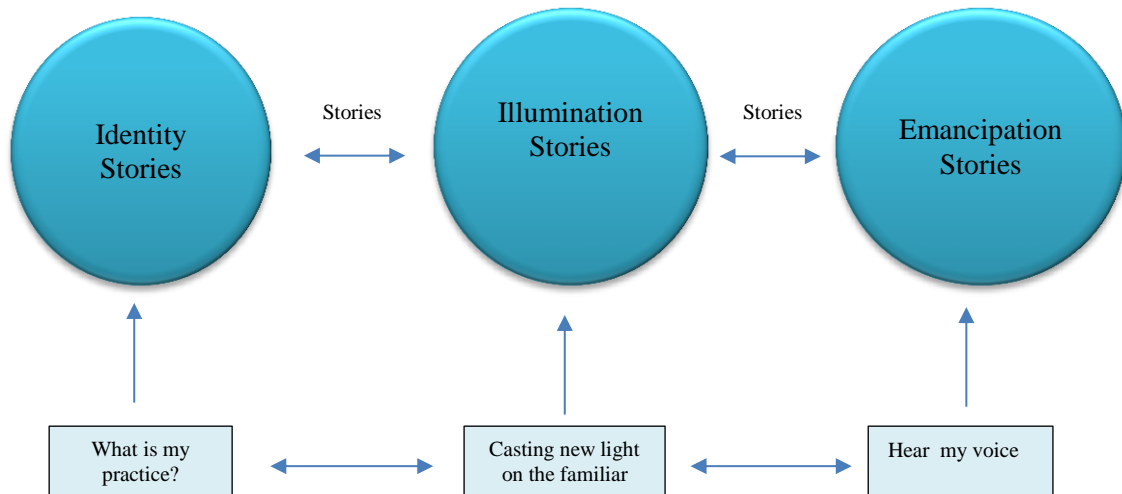 Identity
Stories
Stories
Illumination
Stories
Stories
Emancipation
Stories
What is my
practice?
Casting new light
on the familiar
Hear my voice